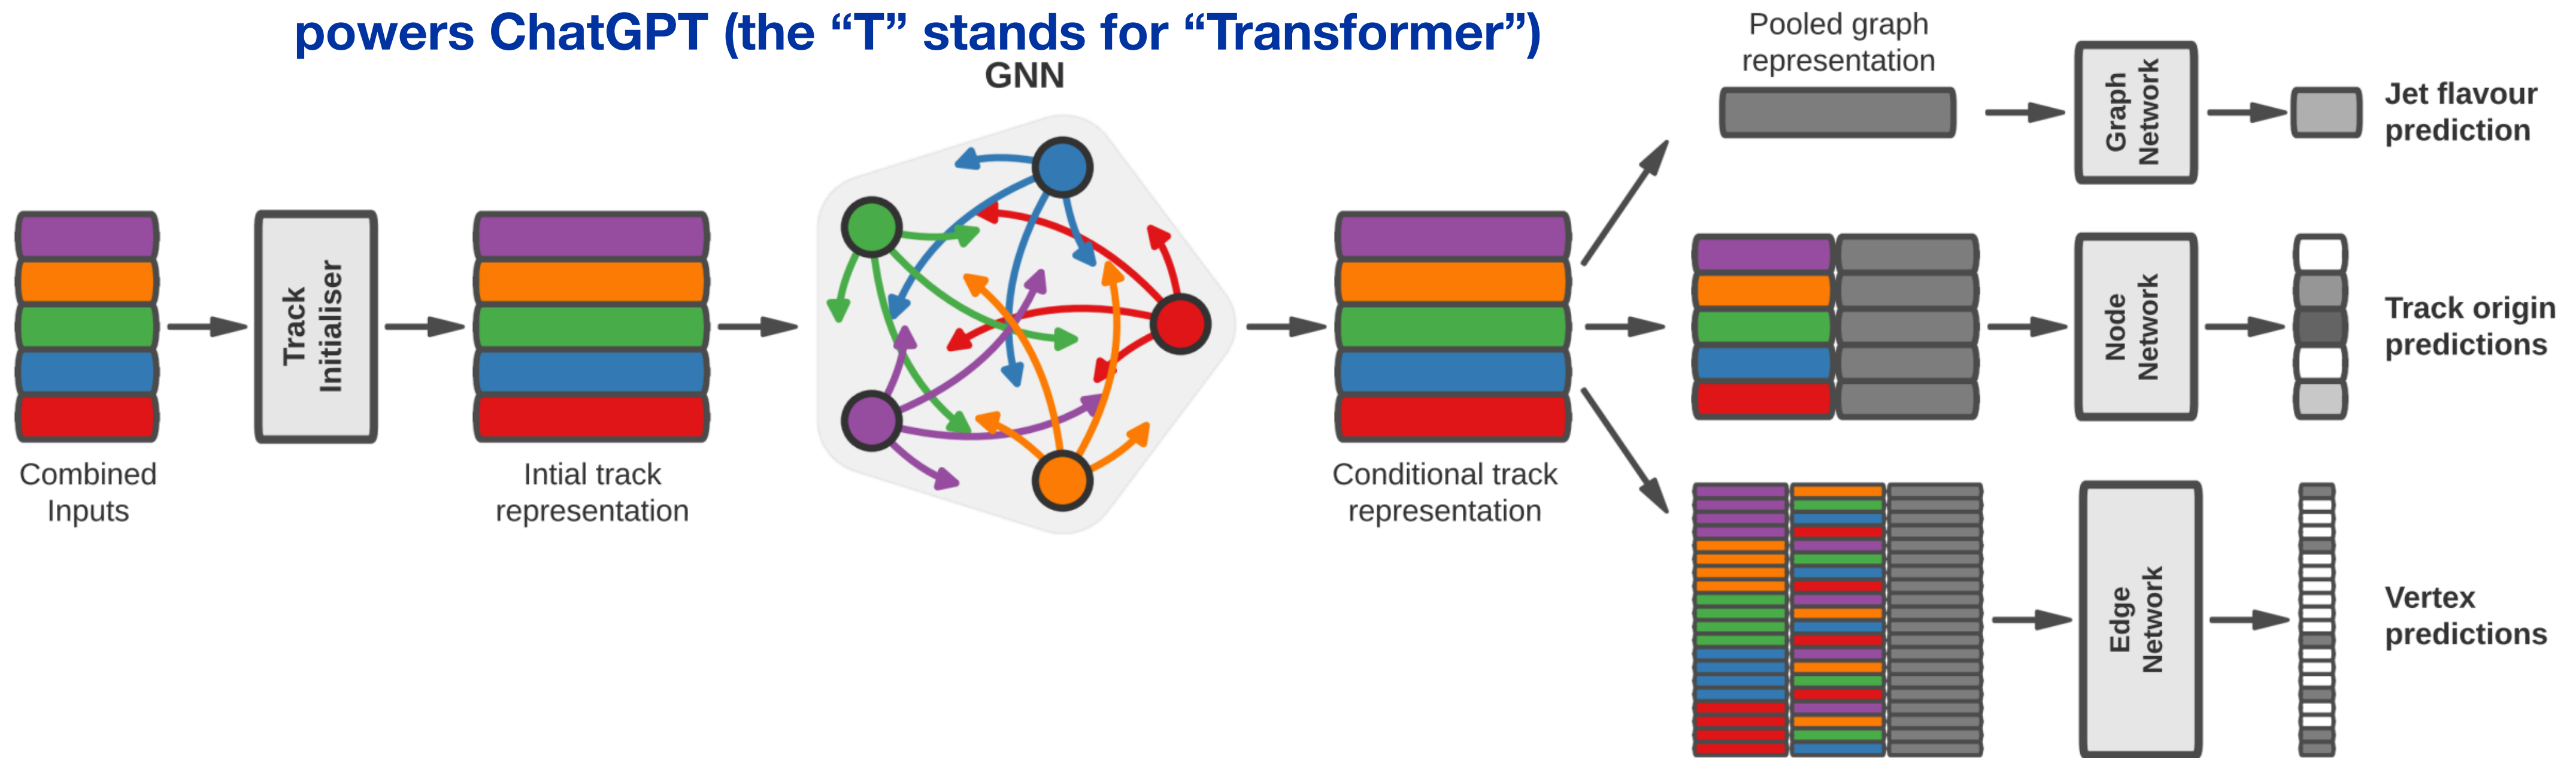 powers ChatGPT (the “T” stands for “Transformer”)
GNN
Combined
Inputs
Track
Initialiser
Intial track
representation
Conditional track
representation
Pooled graph
representation
Graph
Network
Jet flavour
prediction
Node
Network
Track origin
predictions
Edge
Network
Vertex
predictions